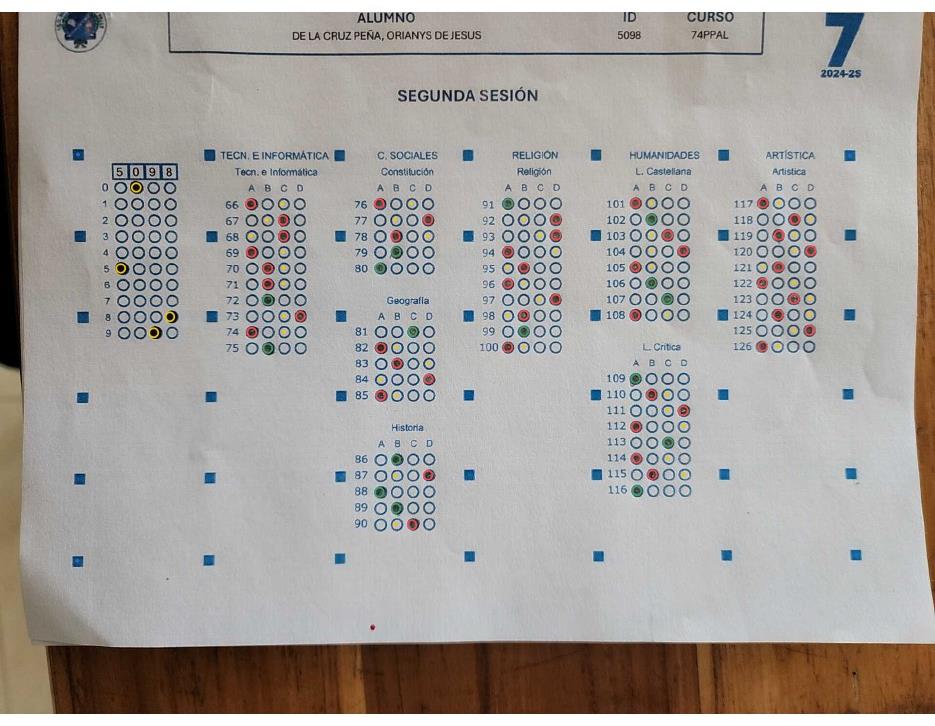 ALUMNO ID CURSO
DE LA CRUZ PEÑA, ORIANYS DE JESUS 5098 74PPAL
7
2024-2S
SEGUNDA SESIÓN
TECN. E INFORMÁTICA C. SOCIALES RELIGIÓN HUMANIDADES ARTÍSTICA
5 0 9 8 Tecn. e Informática Constitución Religión L. Castellana Artistica
A B C D A B C D A B C D A B C D A B C D
0
1 66 76 91 101 117
2 67 77 92 102 118
3 68 78 93 103 119
4 69 79 94 104 120
5 70 80 95 105 121
6 71 96 106 122
7 72 Geografía 97 107 123
A B C D
8 73 98 108 124
9 74 81 99 125
75 82 100 L. Critica 126
A B C D
83
84 109
85 110
111
Historia 112
A B C D
86 113
87 114
88 115
89 116
90